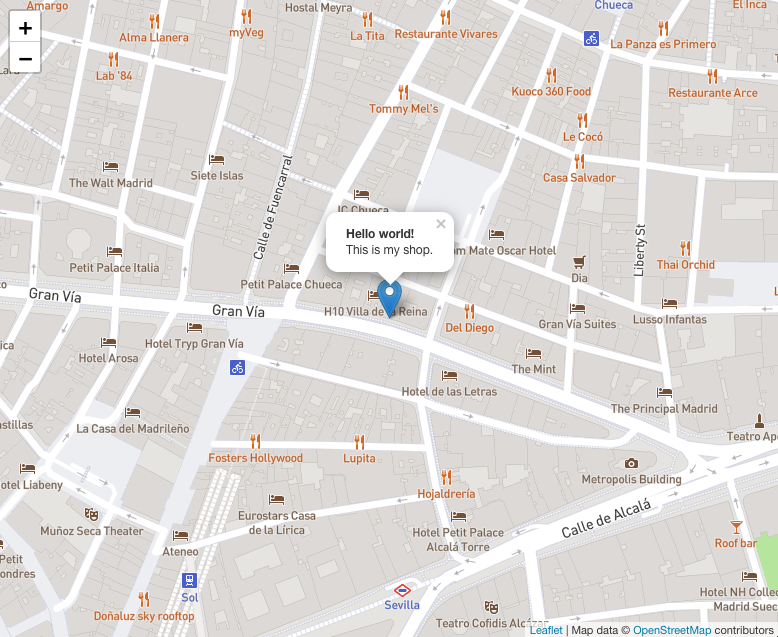 Amargo
Hostal Meyra
Chueca
El Inca
+
Alma Llanera
myVeg
La Tita
Restaurante Vivares
La Panza es Primero
−
Lab '84
Kuoco 360 Food
Restaurante Arce
Tommy Mel's
Le Cocó
The Walt Madrid
Siete Islas
Casa Salvador
Calle de Fuencarral
JC Chueca
×
Hello world!
This is my shop.
om Mate Oscar Hotel
Liberty St
Petit Palace Italia
Petit Palace Chueca
Dia
Thai Orchid
Gran Vía
Gran Vía
H10 Villa de la Reina
Del Diego
Gran Vía Suites
Lusso Infantas
Hotel Arosa
Hotel Tryp Gran Vía
The Mint
Hotel de las Letras
The Principal Madrid
La Casa del Madrileño
astillas
Teatro Apo
Fosters Hollywood
Lupita
otel Liabeny
Hojaldrería
Metropolis Building
Eurostars Casa
de la Lírica
Calle de Alcalá
Muñoz Seca Theater
Ateneo
Hotel Petit Palace
Alcalá Torre
Roof bar
Petit
ondres
Sol
Sevilla
Hotel NH Collec
Madrid Suec
Doñaluz sky rooftop
Teatro Cofidis Alcázar
Leaflet | Map data © OpenStreetMap contributors